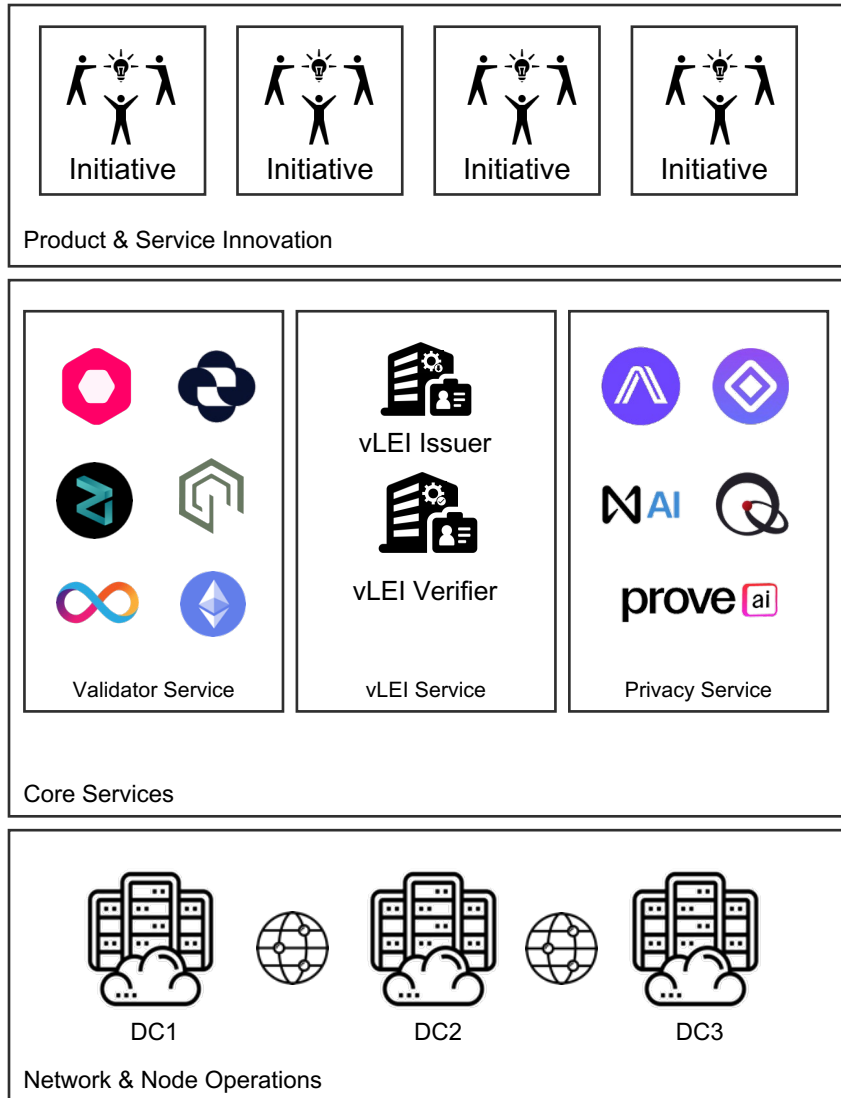 Initiative
Initiative
Initiative
Initiative
Product & Service Innovation
vLEI Issuer
vLEI Verifier
AI
prove ai
Validator Service
vLEI Service
Privacy Service
Core Services
DC1
DC2
DC3
Network & Node Operations